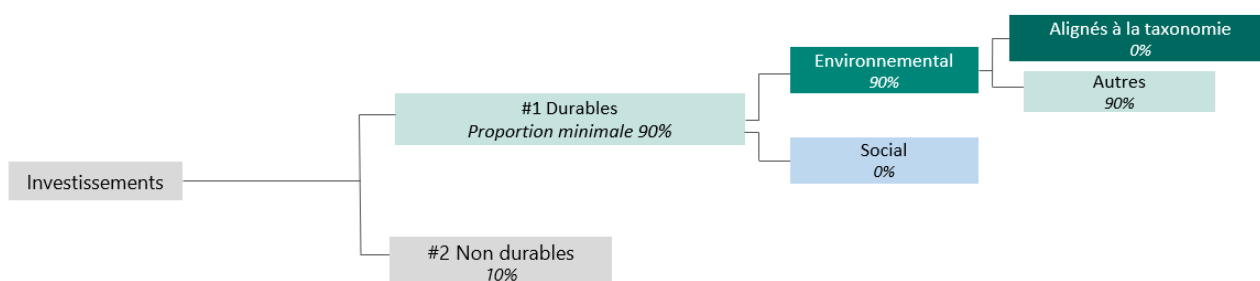 Alignés à la taxonomie
0%
Environnemental
90%
Autres
90%
#1 Durables
Proportion minimale 90%
Social
0%
Investissements
#2 Non durables
10%